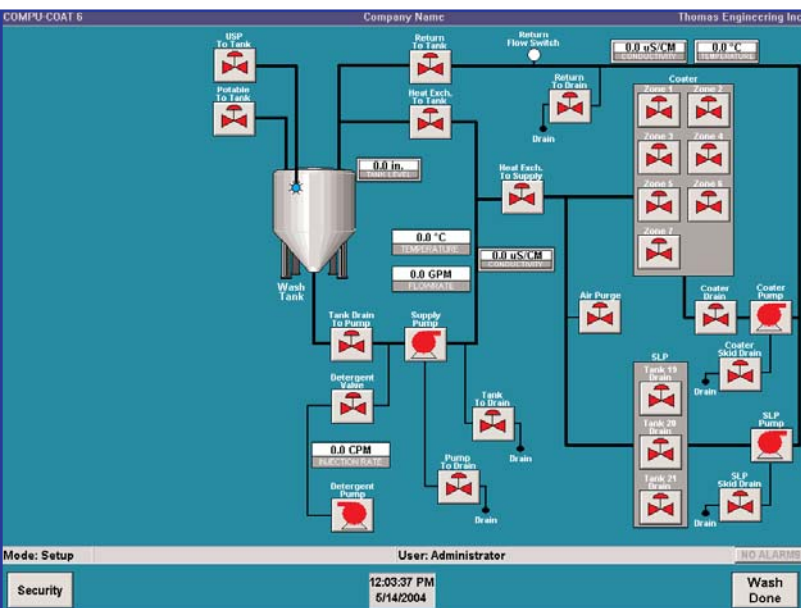 COMPU-COAT 6
Company Name
Thomas Engineering Inc
USP
To Tank
Return
To Tank
Return
Flow Switch
0.0 uS/CM
CONDUCTIVITY
0.0 °C
TEMPERATURE
Potable
To Tank
Heat Exch.
To Tank
Return
To Drain
Drain
Coater
Zone 1
Zone 2
Zone 3
Zone 4
Zone 5
Zone 6
Zone 7
0.0 in.
TANK LEVEL
Heat Exch.
To Supply
0.0 °C
TEMPERATURE
0.0 uS/CM
CONDUCTIVITY
0.0 GPM
FLOWRATE
Wash
Tank
Tank Drain
To Pump
Supply
Pump
Air Purge
Coater
Drain
Coater
Pump
Coater
Skid Drain
Drain
Detergent
Valve
Tank
To Drain
Drain
SLP
Tank 19
Drain
Tank 20
Drain
Tank 21
Drain
SLP
Pump
0.0 CPM
INJECTION RATE
Pump
To Drain
Drain
SLP
Skid Drain
Drain
Detergent
Pump
Mode: Setup
User: Administrator
NO ALARMS
Security
12:03:37 PM
5/14/2004
Wash
Done